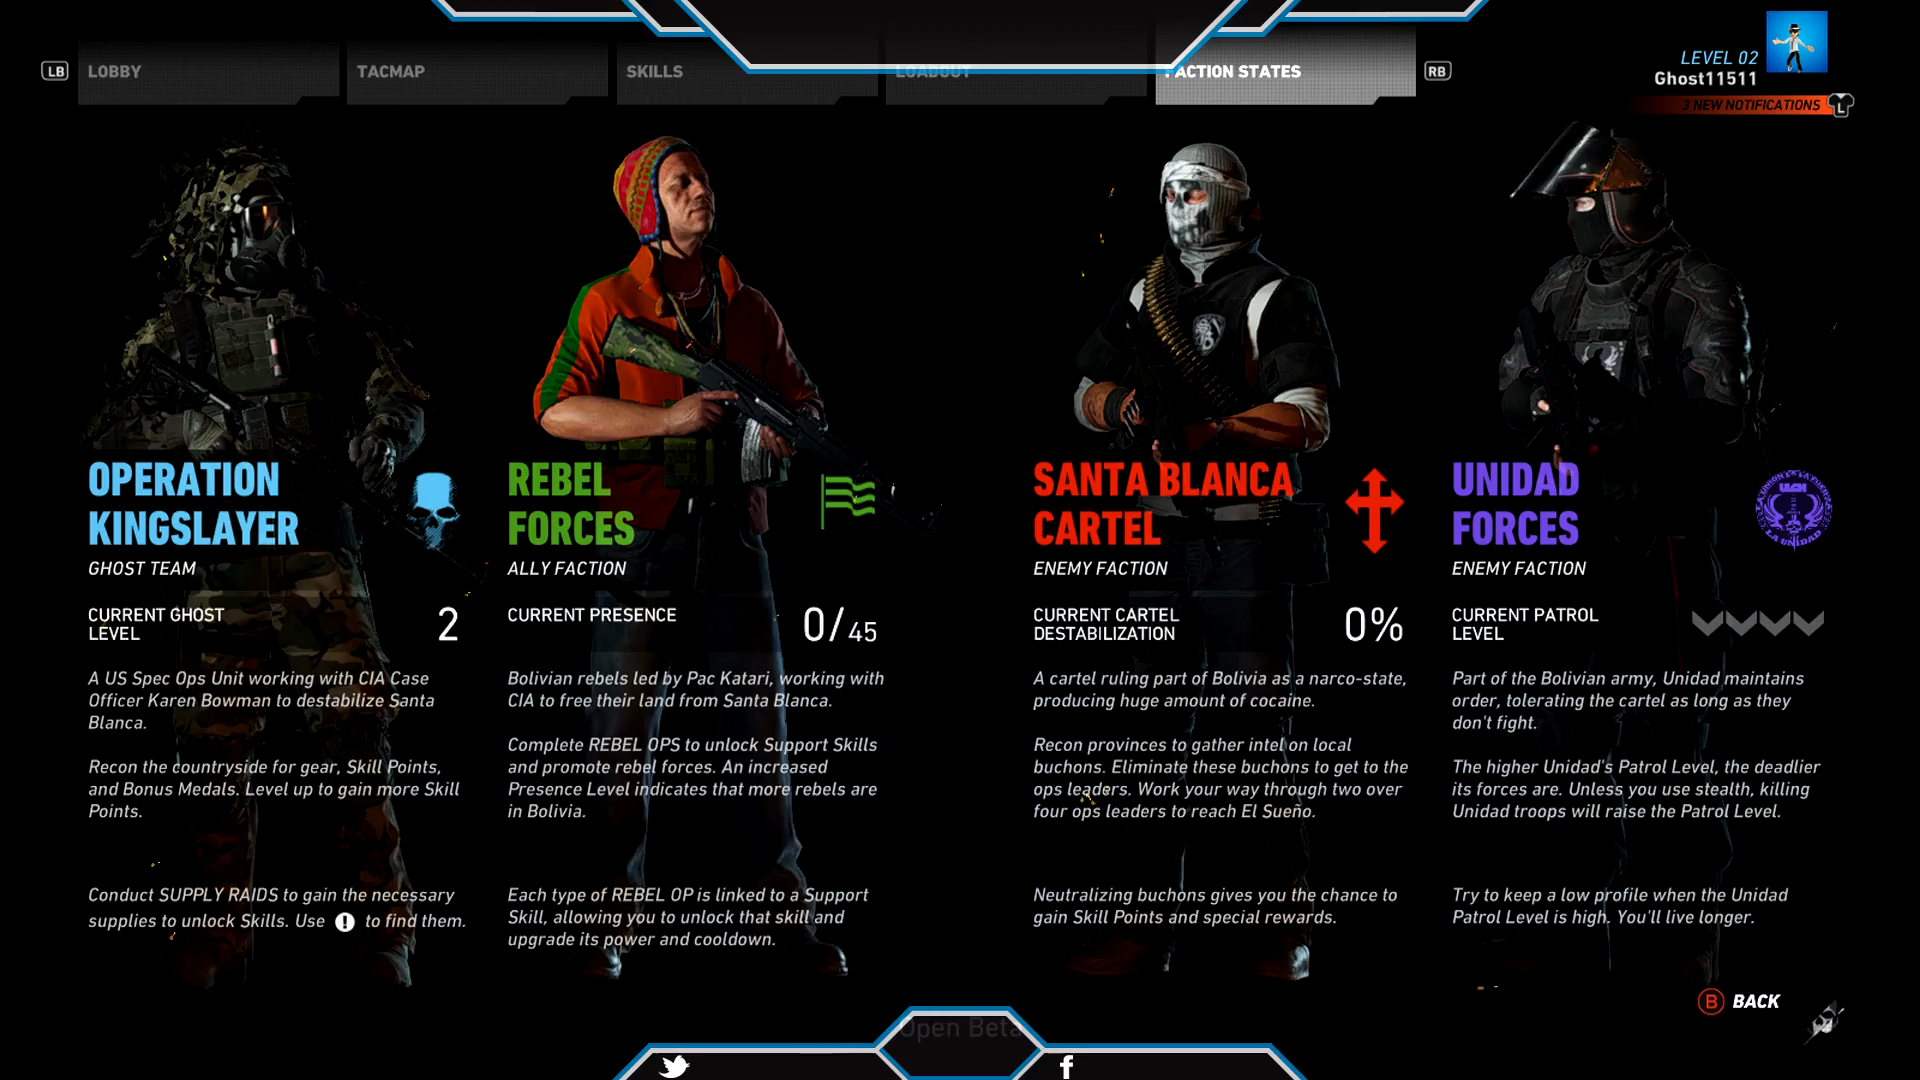 LB
LOBBY
TACMAP
SKILLS
LOADOUT
FACTION STATES
RB
LEVEL 02
Ghost11511
3 NEW NOTIFICATIONS
L
OPERATION
KINGSLAYER
GHOST TEAM
CURRENT GHOST
LEVEL
2
A US Spec Ops Unit working with CIA Case
Officer Karen Bowman to destabilize Santa
Blanca.
Recon the countryside for gear, Skill Points,
and Bonus Medals. Level up to gain more Skill
Points.
Conduct SUPPLY RAIDS to gain the necessary
supplies to unlock Skills. Use ! to find them.
REBEL
FORCES
ALLY FACTION
CURRENT PRESENCE
0/45
Bolivian rebels led by Pac Katari, working with
CIA to free their land from Santa Blanca.
Complete REBEL OPS to unlock Support Skills
and promote rebel forces. An increased
Presence Level indicates that more rebels are
in Bolivia.
Each type of REBEL OP is linked to a Support
Skill, allowing you to unlock that skill and
upgrade its power and cooldown.
SANTA BLANCA
CARTEL
ENEMY FACTION
CURRENT CARTEL
DESTABILIZATION
0%
A cartel ruling part of Bolivia as a narco-state,
producing huge amount of cocaine.
Recon provinces to gather intel on local
buchons. Eliminate these buchons to get to the
ops leaders. Work your way through two over
four ops leaders to reach El Sueño.
Neutralizing buchons gives you the chance to
gain Skill Points and special rewards.
UNIDAD
FORCES
LA UNIDAD
ENEMY FACTION
CURRENT PATROL
LEVEL
Part of the Bolivian army, Unidad maintains
order, tolerating the cartel as long as they
don't fight.
The higher Unidad's Patrol Level, the deadlier
its forces are. Unless you use stealth, killing
Unidad troops will raise the Patrol Level.
Try to keep a low profile when the Unidad
Patrol Level is high. You'll live longer.
B BACK
Open Beta